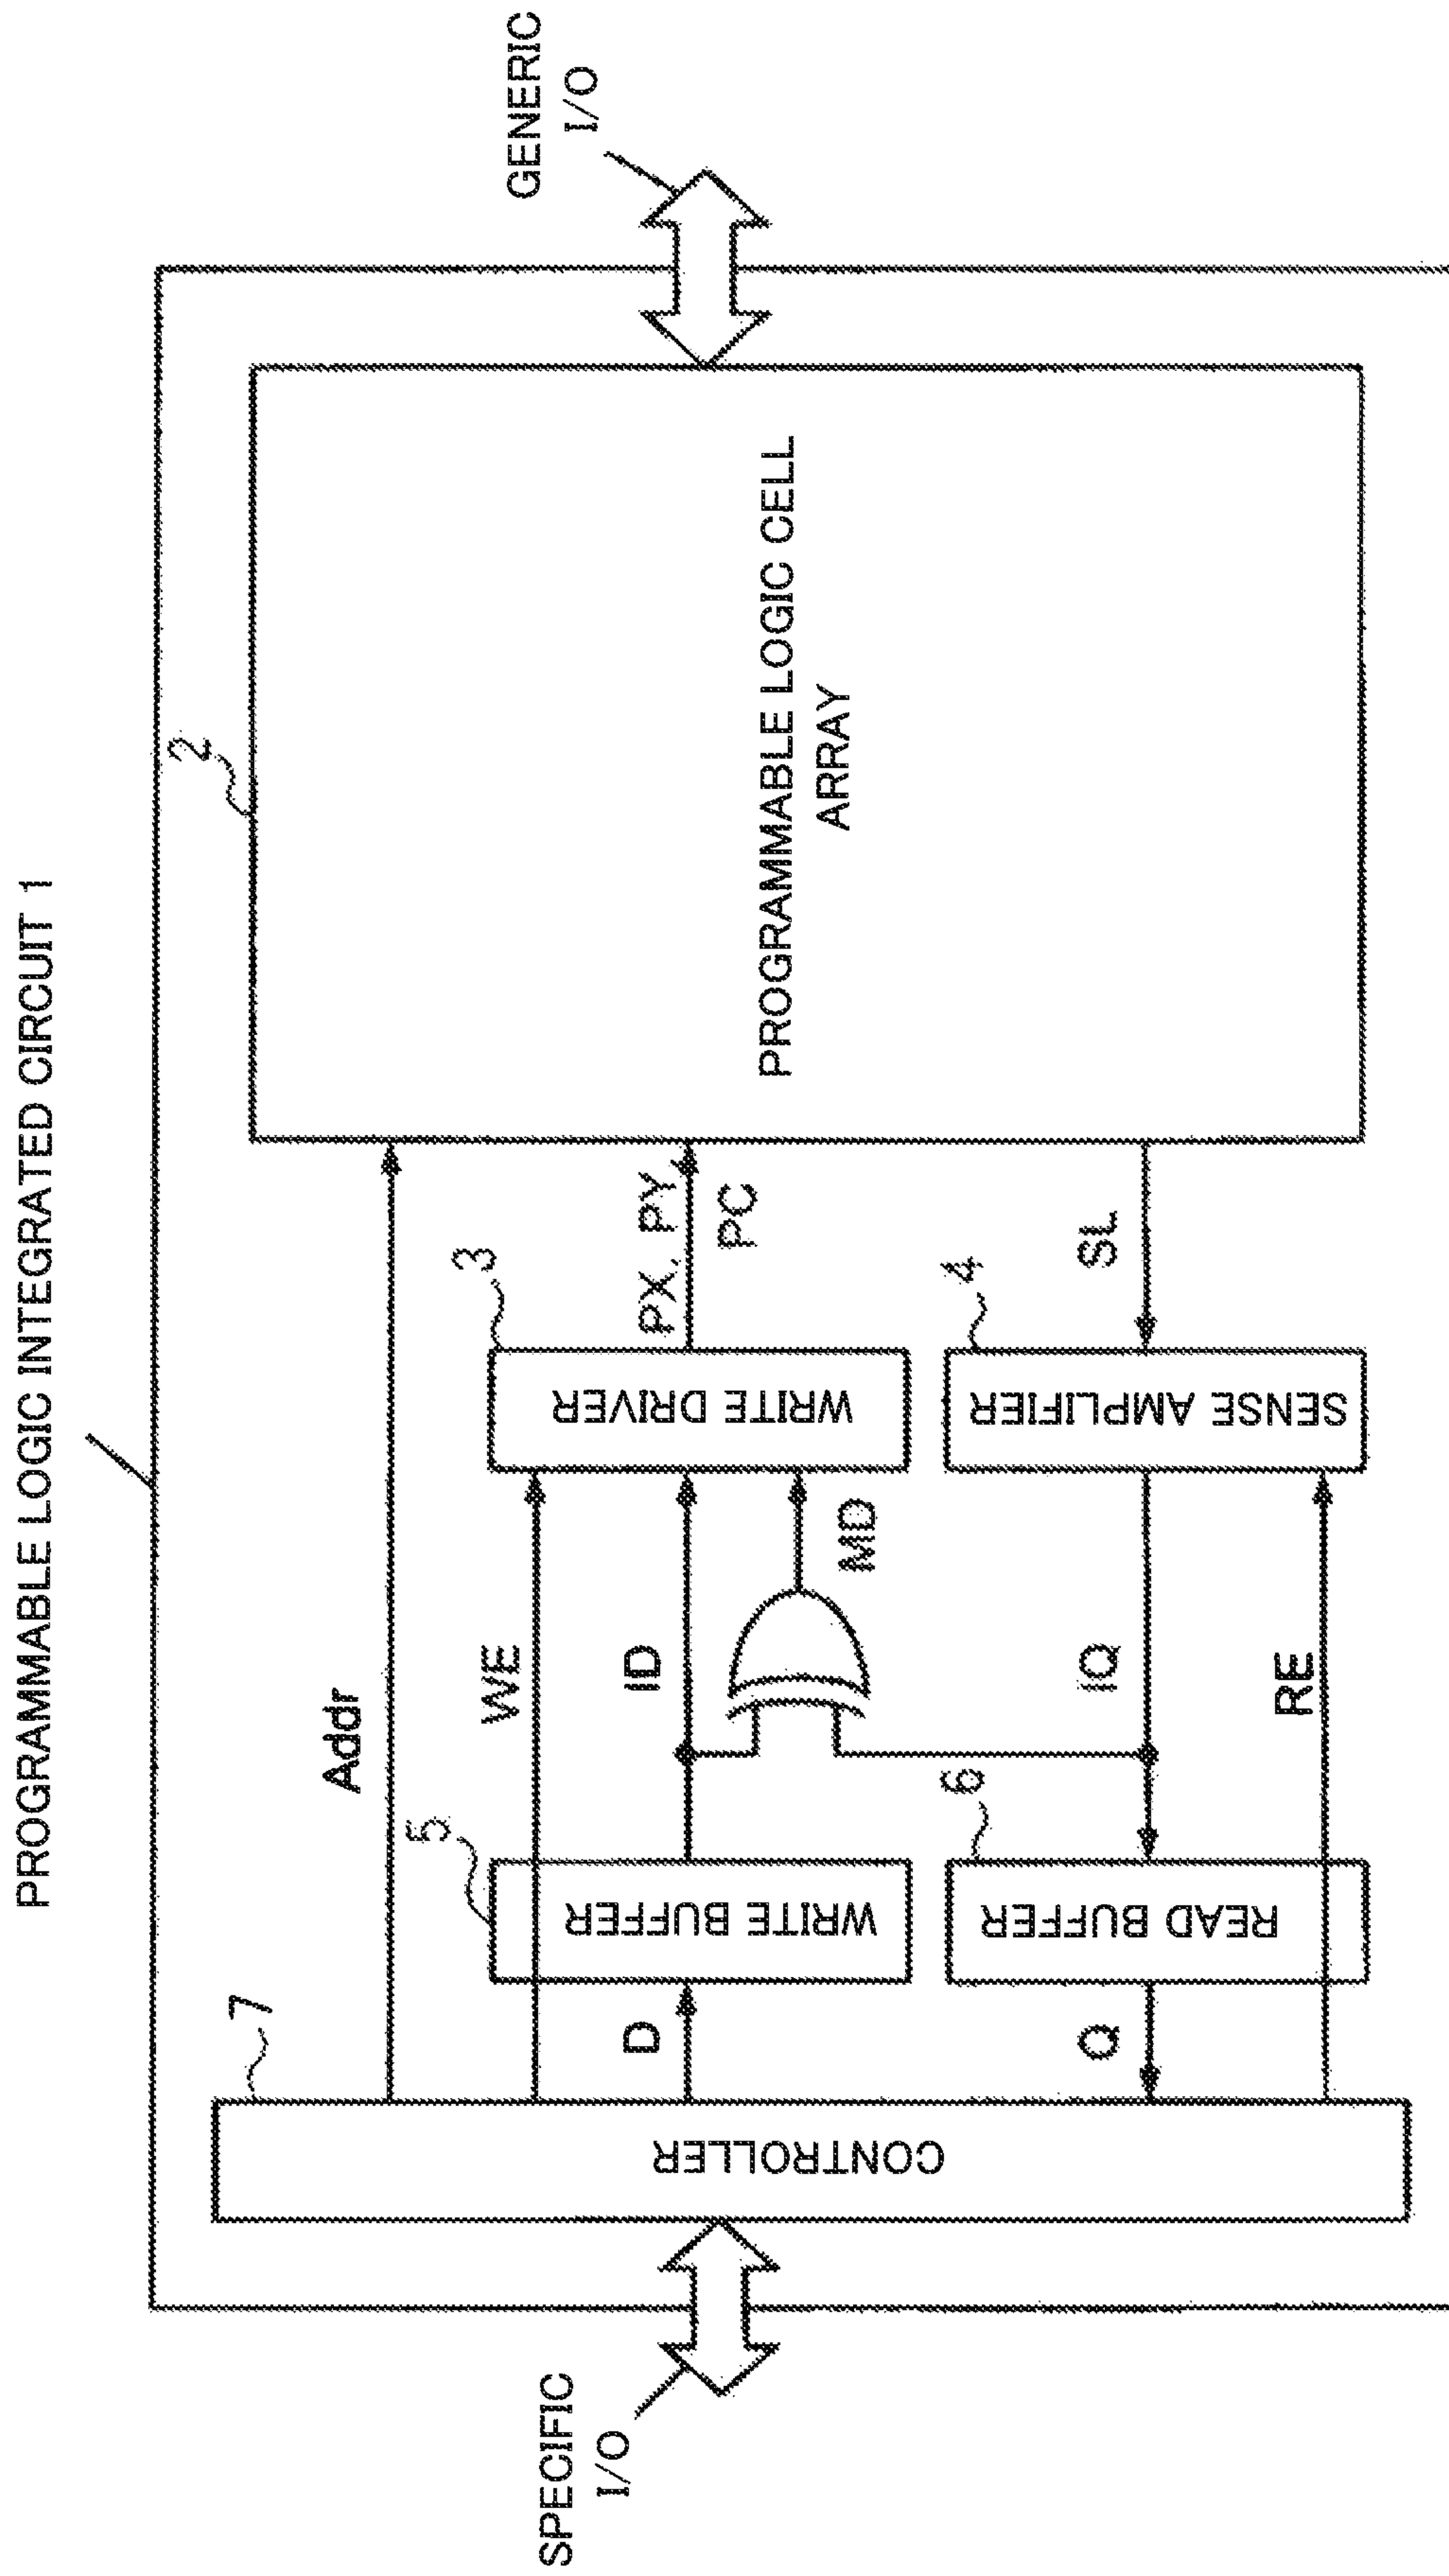 PROGRAMMABLE LOGIC INTEGRATED CIRCUIT 1
2
GENERIC
I/O
PROGRAMMABLE LOGIC CELL
ARRAY
Addr
WE
ID
MD
iQ
RE
3
WRITE DRIVER
PX, PY,
PC
4
SENSE AMPLIFIER
SL
5
WRITE BUFFER
6
READ BUFFER
D
Q
7
CONTROLLER
SPECIFIC
I/O